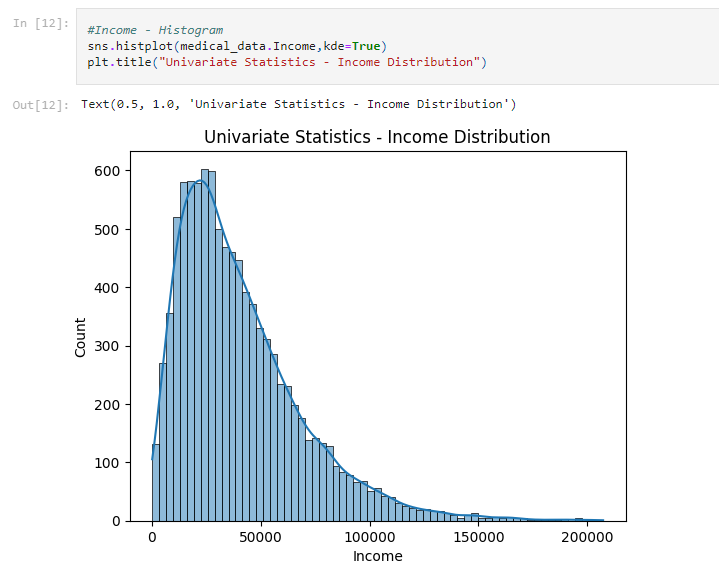 In [12]:
#Income - Histogram
sns.histplot(medical_data.Income,kde=True)
plt.title("Univariate Statistics - Income Distribution")
Out[12]: Text(0.5, 1.0, 'Univariate Statistics - Income Distribution')
Univariate Statistics - Income Distribution
600
500
400
300
200
100
0
Count
0 50000 100000 150000 200000
Income